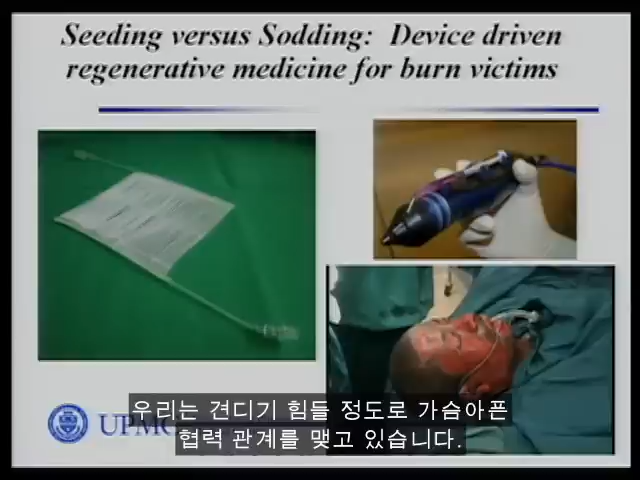 Seeding versus Sodding: Device driven
regenerative medicine for burn victims
UPMC
우리는 견디기 힘들 정도로 가슴아픈
협력 관계를 맺고 있습니다.